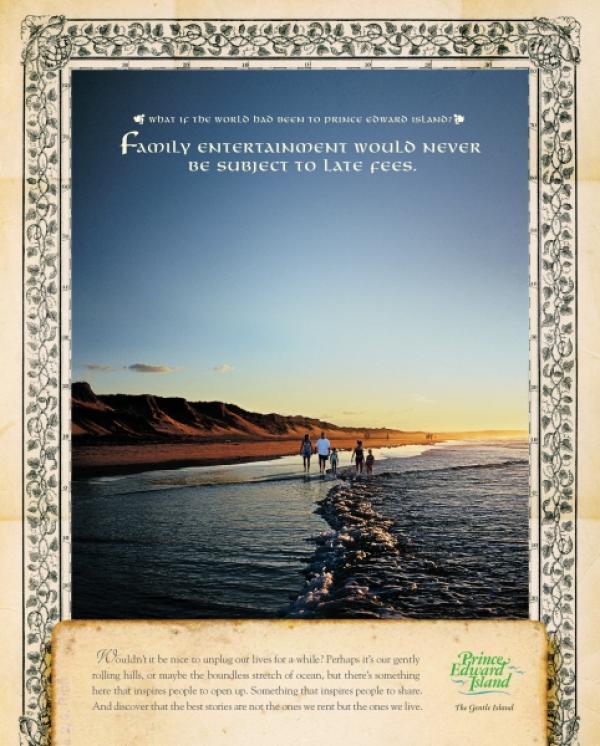 What if the world had been to Prince Edward Island?
Family entertainment would never
be subject to late fees.
Wouldn't it be nice to unplug our lives for a while? Perhaps it's our gently
rolling hills, or maybe the boundless stretch of ocean, but there's something
here that inspires people to open up. Something that inspires people to share.
And discover that the best stories are not the ones we rent but the ones we live.
Prince
Edward
Island
The Gentle Island